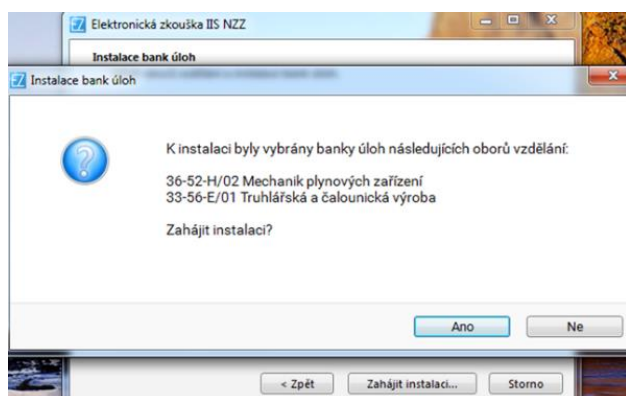 Elektronická zkouška IIS NZZ
Instalace bank úloh
Instalace bank úloh
K instalaci byly vybrány banky úloh následujících oborů vzdělání:
36-52-H/02 Mechanik plynových zařízení
33-56-E/01 Truhlářská a čalounická výroba
Zahájit instalaci?
Ano
Ne
< Zpět
Zahájit instalaci...
Storno